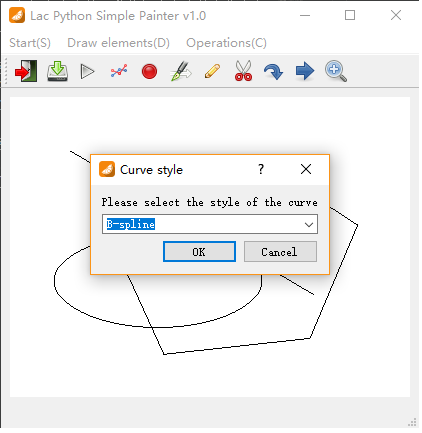 Lac Python Simple Painter v1.0
Start(S) Draw elements(D) Operations(C)
Curve style
Please select the style of the curve
B-spline
OK Cancel